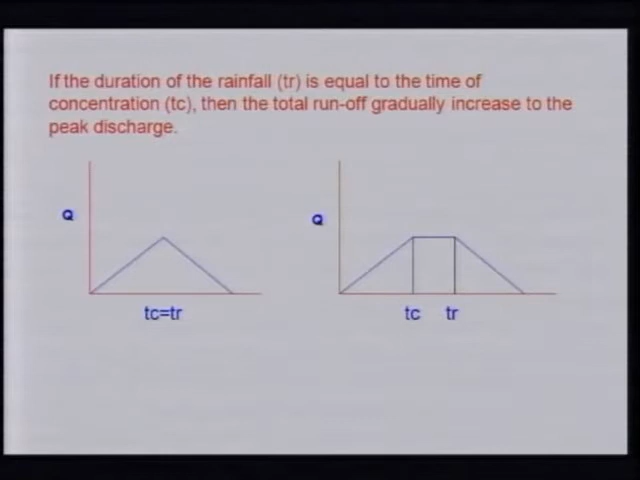 If the duration of the rainfall (tr) is equal to the time of
concentration (tc), then the total run-off gradually increase to the
peak discharge.
Q
Q
tc=tr
tc
tr